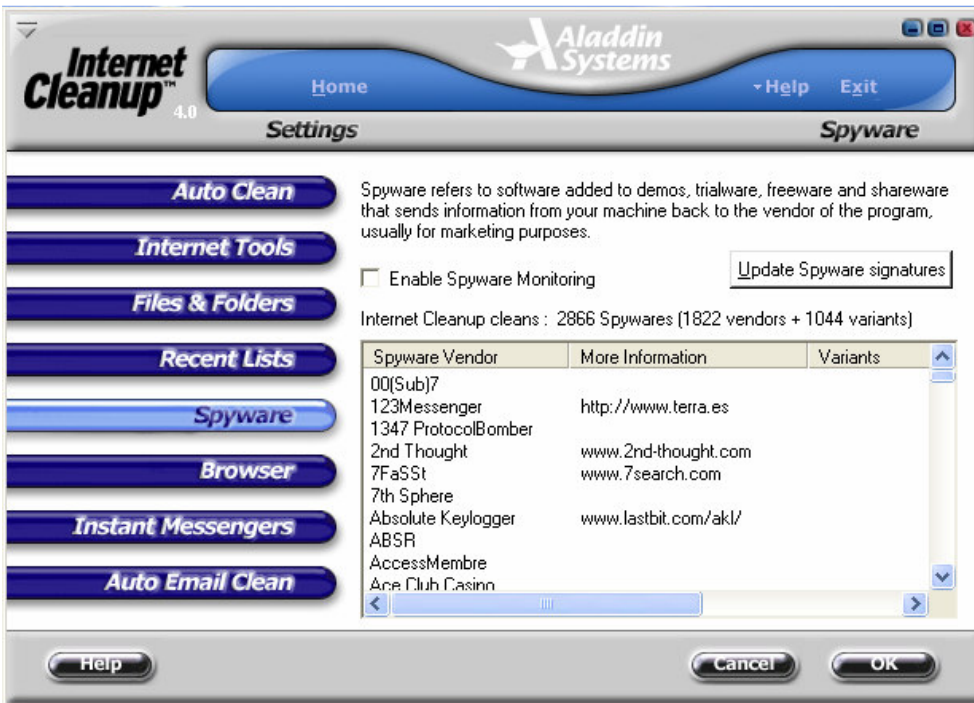 Internet
Cleanup™ 4.0
Aladdin
Systems
Home
Help
Exit
Settings
Spyware
Auto Clean
Internet Tools
Files & Folders
Recent Lists
Spyware
Browser
Instant Messengers
Auto Email Clean
Spyware refers to software added to demos, trialware, freeware and shareware
that sends information from your machine back to the vendor of the program,
usually for marketing purposes.
Enable Spyware Monitoring
Update Spyware signatures
Internet Cleanup cleans : 2866 Spywares (1822 vendors + 1044 variants)
Spyware Vendor More Information Variants
00(Sub)7
123Messenger http://www.terra.es
1347 ProtocolBomber
2nd Thought www.2nd-thought.com
7FaSSt www.7search.com
7th Sphere
Absolute Keylogger www.lastbit.com/akl/
ABSR
AccessMembre
Ace Club Casino
Help
Cancel
OK